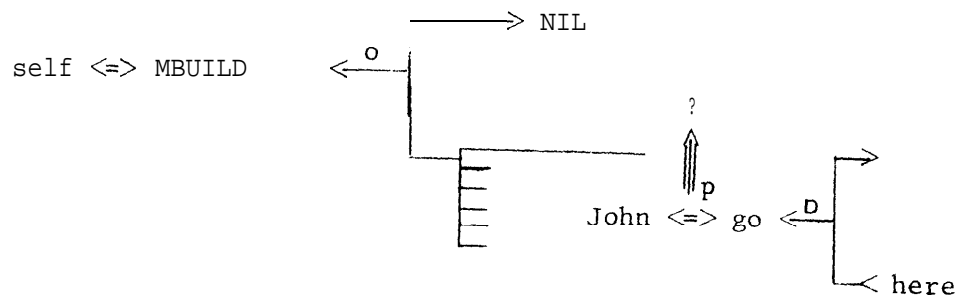 NIL
self <=> MBUILD
o
?
p
John <=> go
D
here